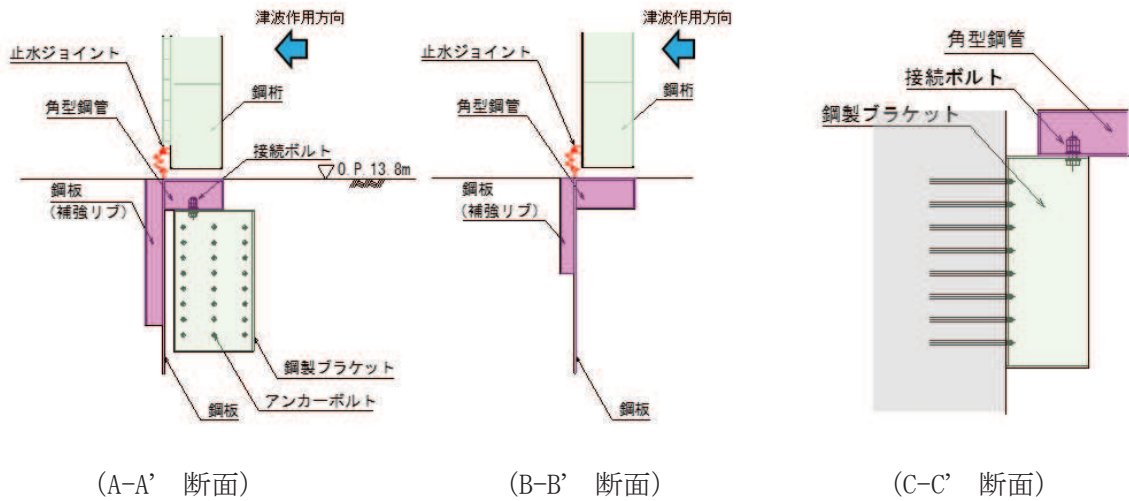 津波作用方向
止水ジョイント
鋼桁
角型鋼管
接続ボルト
O.P.13.8m
鋼板
(補強リブ)
鋼製ブラケット
アンカーボルト
鋼板
(A-A’ 断面)
津波作用方向
止水ジョイント
鋼桁
角型鋼管
鋼板
(補強リブ)
鋼板
(B-B’ 断面)
角型鋼管
接続ボルト
鋼製ブラケット
(C-C’ 断面)